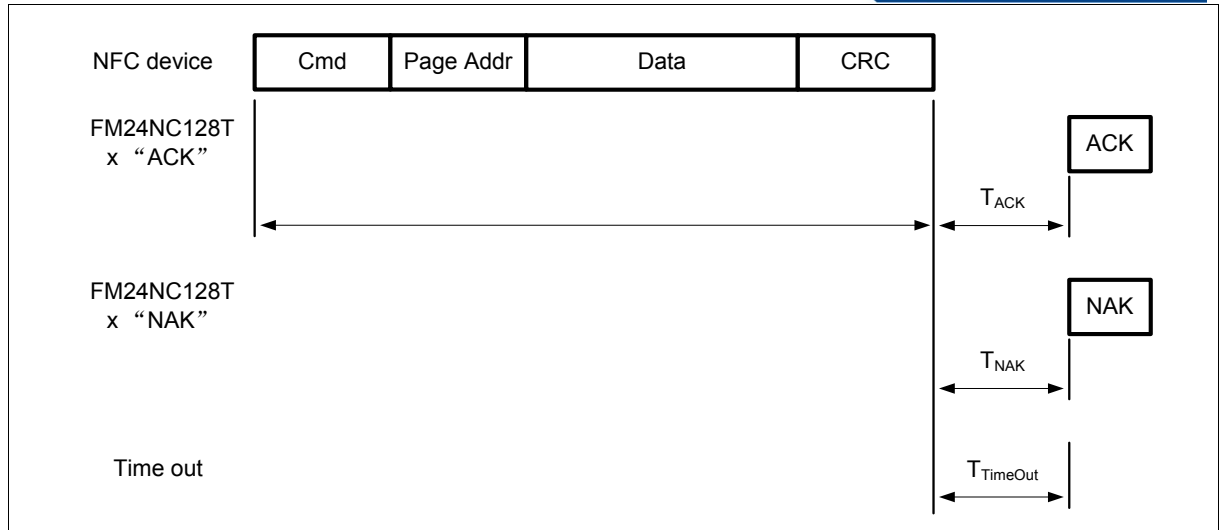 NFC device Cmd Page Addr Data CRC
FM24NC128T
x “ACK”
ACK
TACK
FM24NC128T
x “NAK”
NAK
TNAK
Time out
TTimeOut